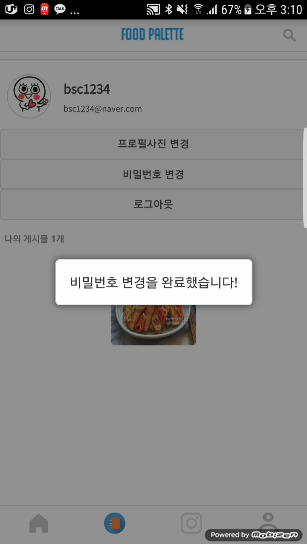 67% 오후 3:10
FOOD PALETTE
bsc1234
bsc1234@naver.com
프로필사진 변경
비밀번호 변경
로그아웃
나의 게시물 1개
비밀번호 변경을 완료했습니다!
Powered by mobizen